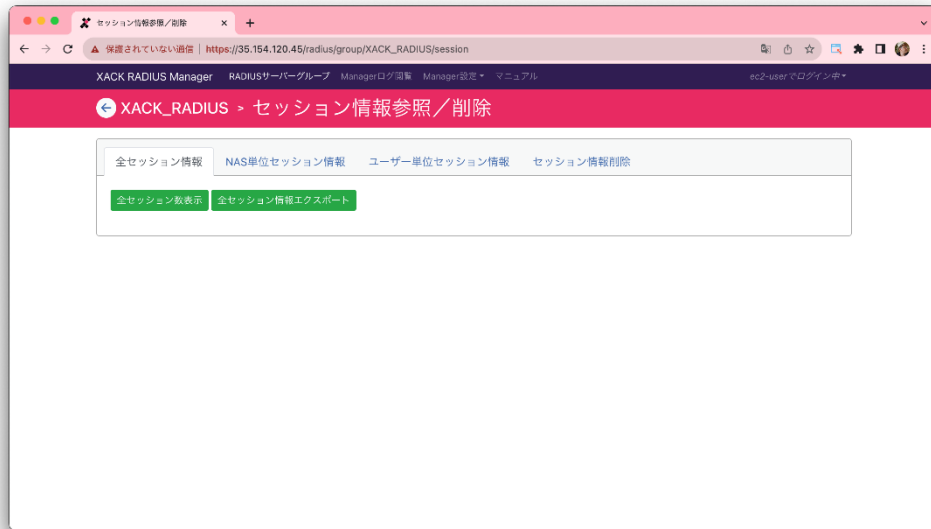 セッション情報参照/削除
保護されていない通信 https://35.154.120.45/radius/group/XACK_RADIUS/session
XACK RADIUS Manager RADIUSサーバーグループ Managerログ閲覧 Manager設定 マニュアル ec2-userでログイン中
XACK_RADIUS > セッション情報参照／削除
全セッション情報 NAS単位セッション情報 ユーザー単位セッション情報 セッション情報削除
全セッション数表示 全セッション情報エクスポート